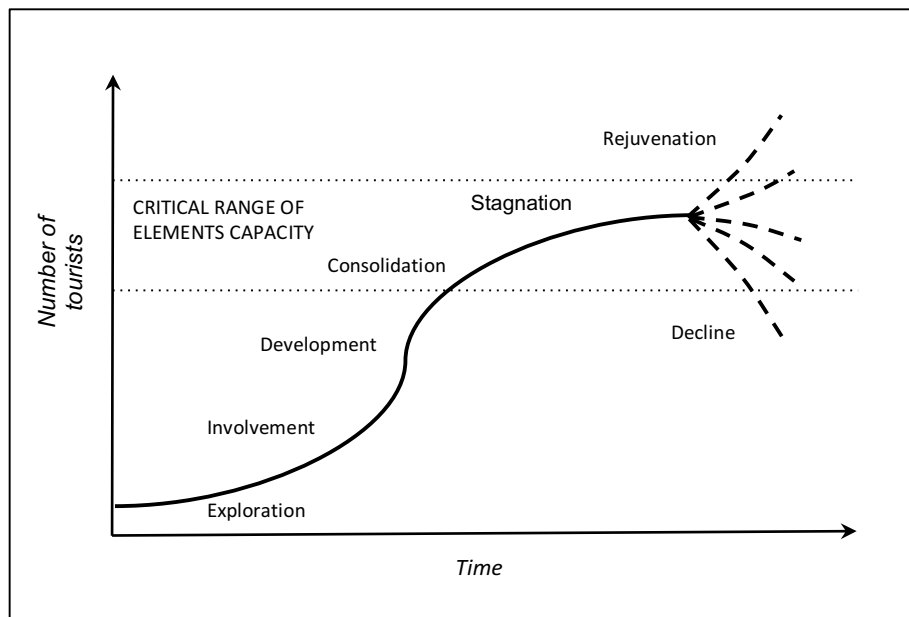 Rejuvenation
CRITICAL RANGE OF
ELEMENTS CAPACITY
Stagnation
Consolidation
Number of
tourists
Development
Decline
Involvement
Exploration
Time